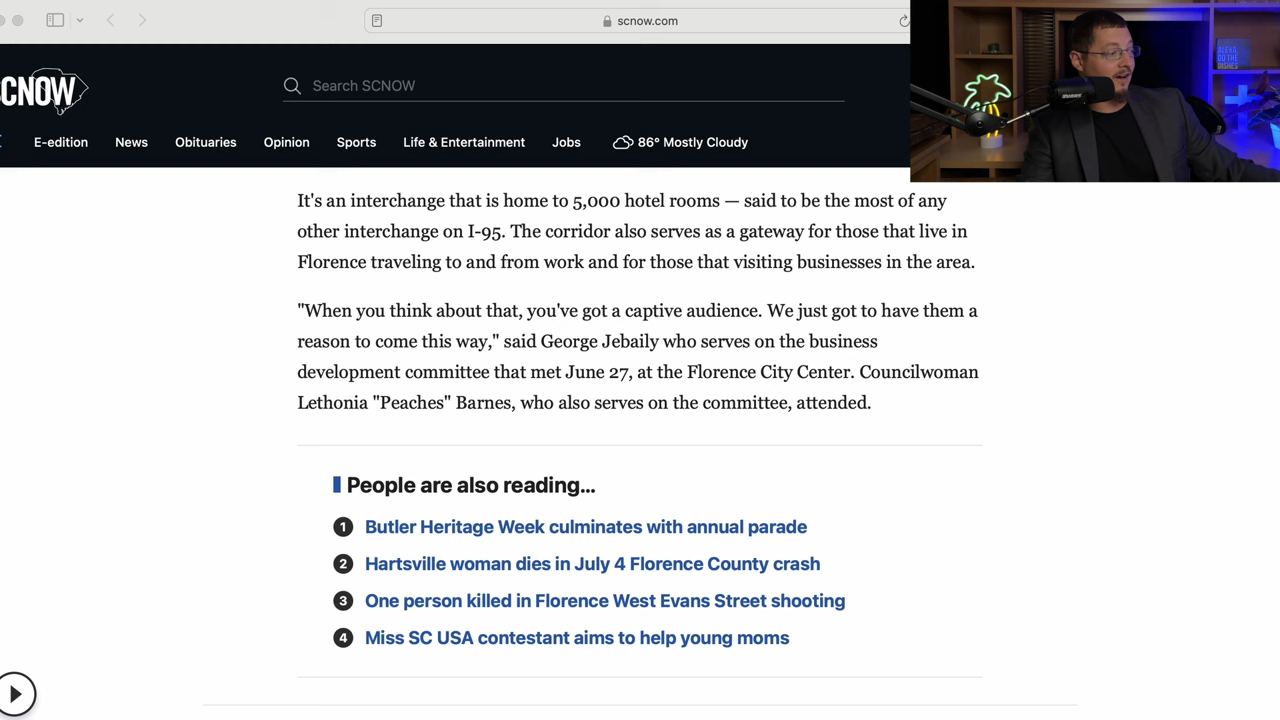 scnow.com
SCNOW
Search SCNOW
E-edition News Obituaries Opinion Sports Life & Entertainment Jobs 86° Mostly Cloudy
ALEXA
DO THE
DISHES
It's an interchange that is home to 5,000 hotel rooms — said to be the most of any
other interchange on I-95. The corridor also serves as a gateway for those that live in
Florence traveling to and from work and for those that visiting businesses in the area.
"When you think about that, you've got a captive audience. We just got to have them a
reason to come this way," said George Jebaily who serves on the business
development committee that met June 27, at the Florence City Center. Councilwoman
Lethonia "Peaches" Barnes, who also serves on the committee, attended.
People are also reading...
1 Butler Heritage Week culminates with annual parade
2 Hartsville woman dies in July 4 Florence County crash
3 One person killed in Florence West Evans Street shooting
4 Miss SC USA contestant aims to help young moms